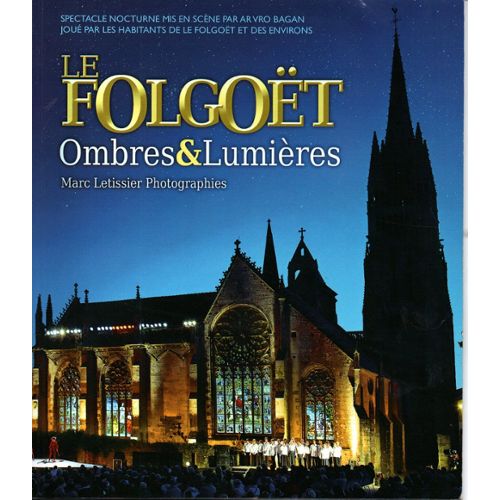 SPECTACLE NOCTURNE MIS EN SCÈNE PAR AR VRO BAGAN
JOUÉ PAR LES HABITANTS DE LE FOLGOËT ET DES ENVIRONS
LE
FOLGOËT
Ombres&Lumières
Marc Letissier Photographies